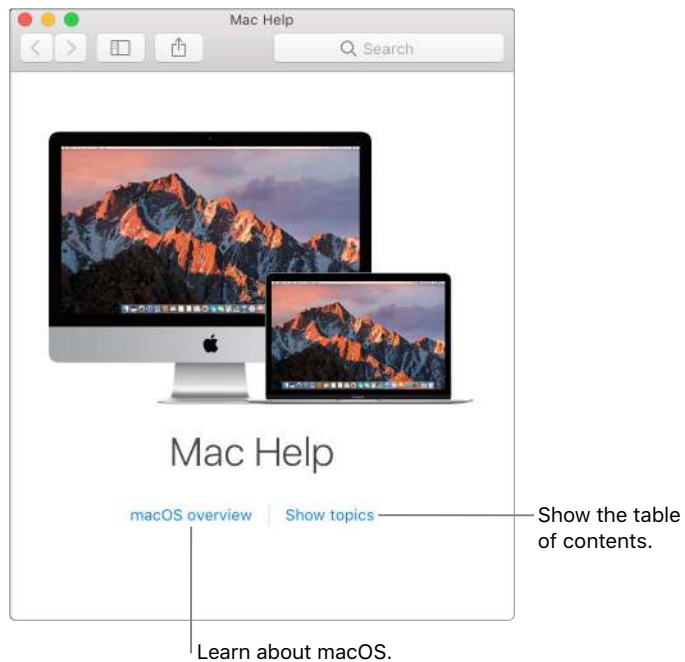 Mac Help
Search
Mac Help
macOS overview
Show topics
Show the table
of contents.
Learn about macOS.